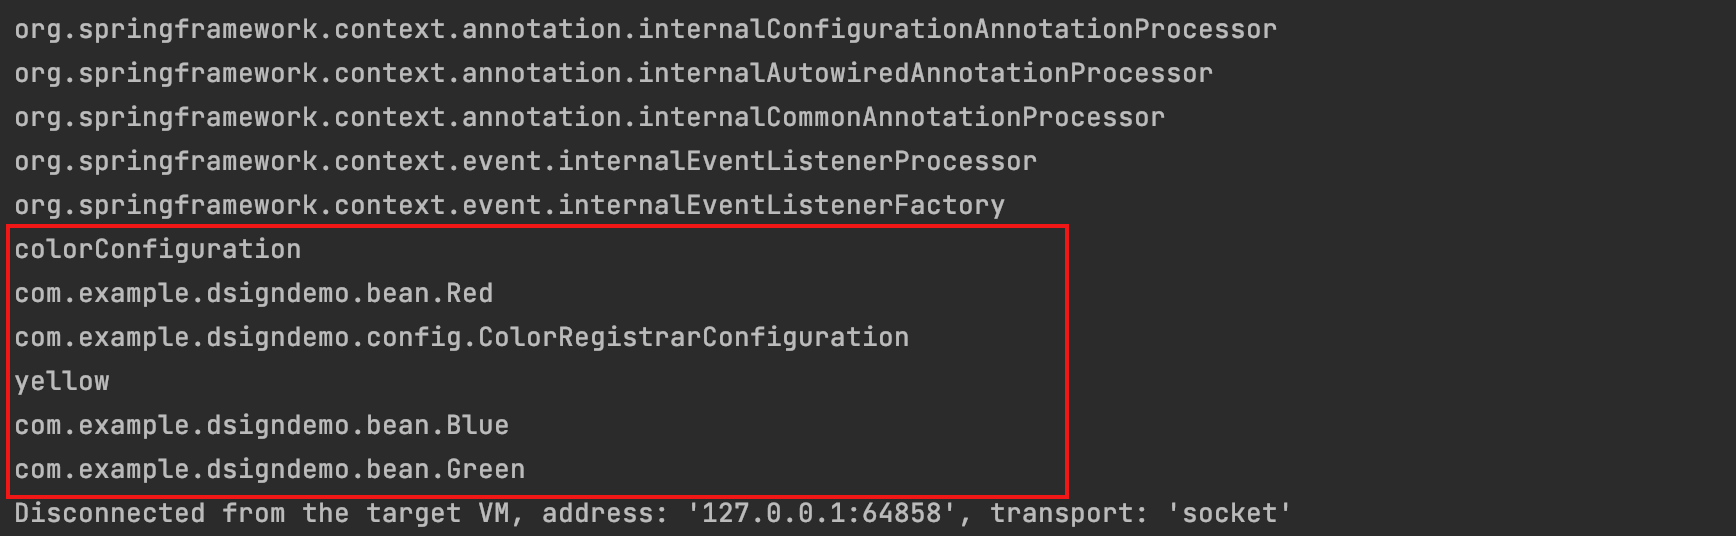 org.springframework.context.annotation.internalConfigurationAnnotationProcessor
org.springframework.context.annotation.internalAutowiredAnnotationProcessor
org.springframework.context.annotation.internalCommonAnnotationProcessor
org.springframework.context.event.internalEventListenerProcessor
org.springframework.context.event.internalEventListenerFactory
colorConfiguration
com.example.dsigndemo.bean.Red
com.example.dsigndemo.config.ColorRegistrarConfiguration
yellow
com.example.dsigndemo.bean.Blue
com.example.dsigndemo.bean.Green
Disconnected from the target VM, address: '127.0.0.1:64858', transport: 'socket'